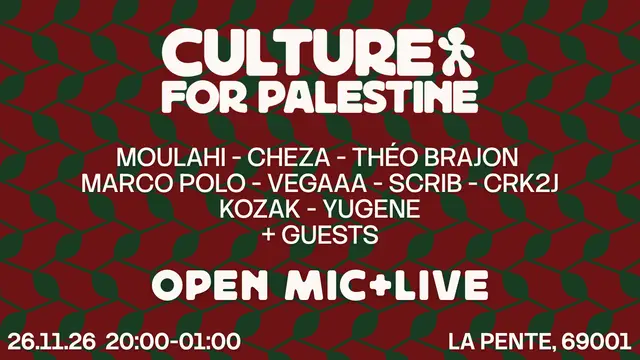 CULTURE
FOR PALESTINE
MOULAHI - CHEZA - THÉO BRAJON
MARCO POLO - VEGAAA - SCRIB - CRK2J
KOZAK - YUGENE
+ GUESTS
OPEN MIC+LIVE
26.11.26 20:00-01:00
LA PENTE, 69001